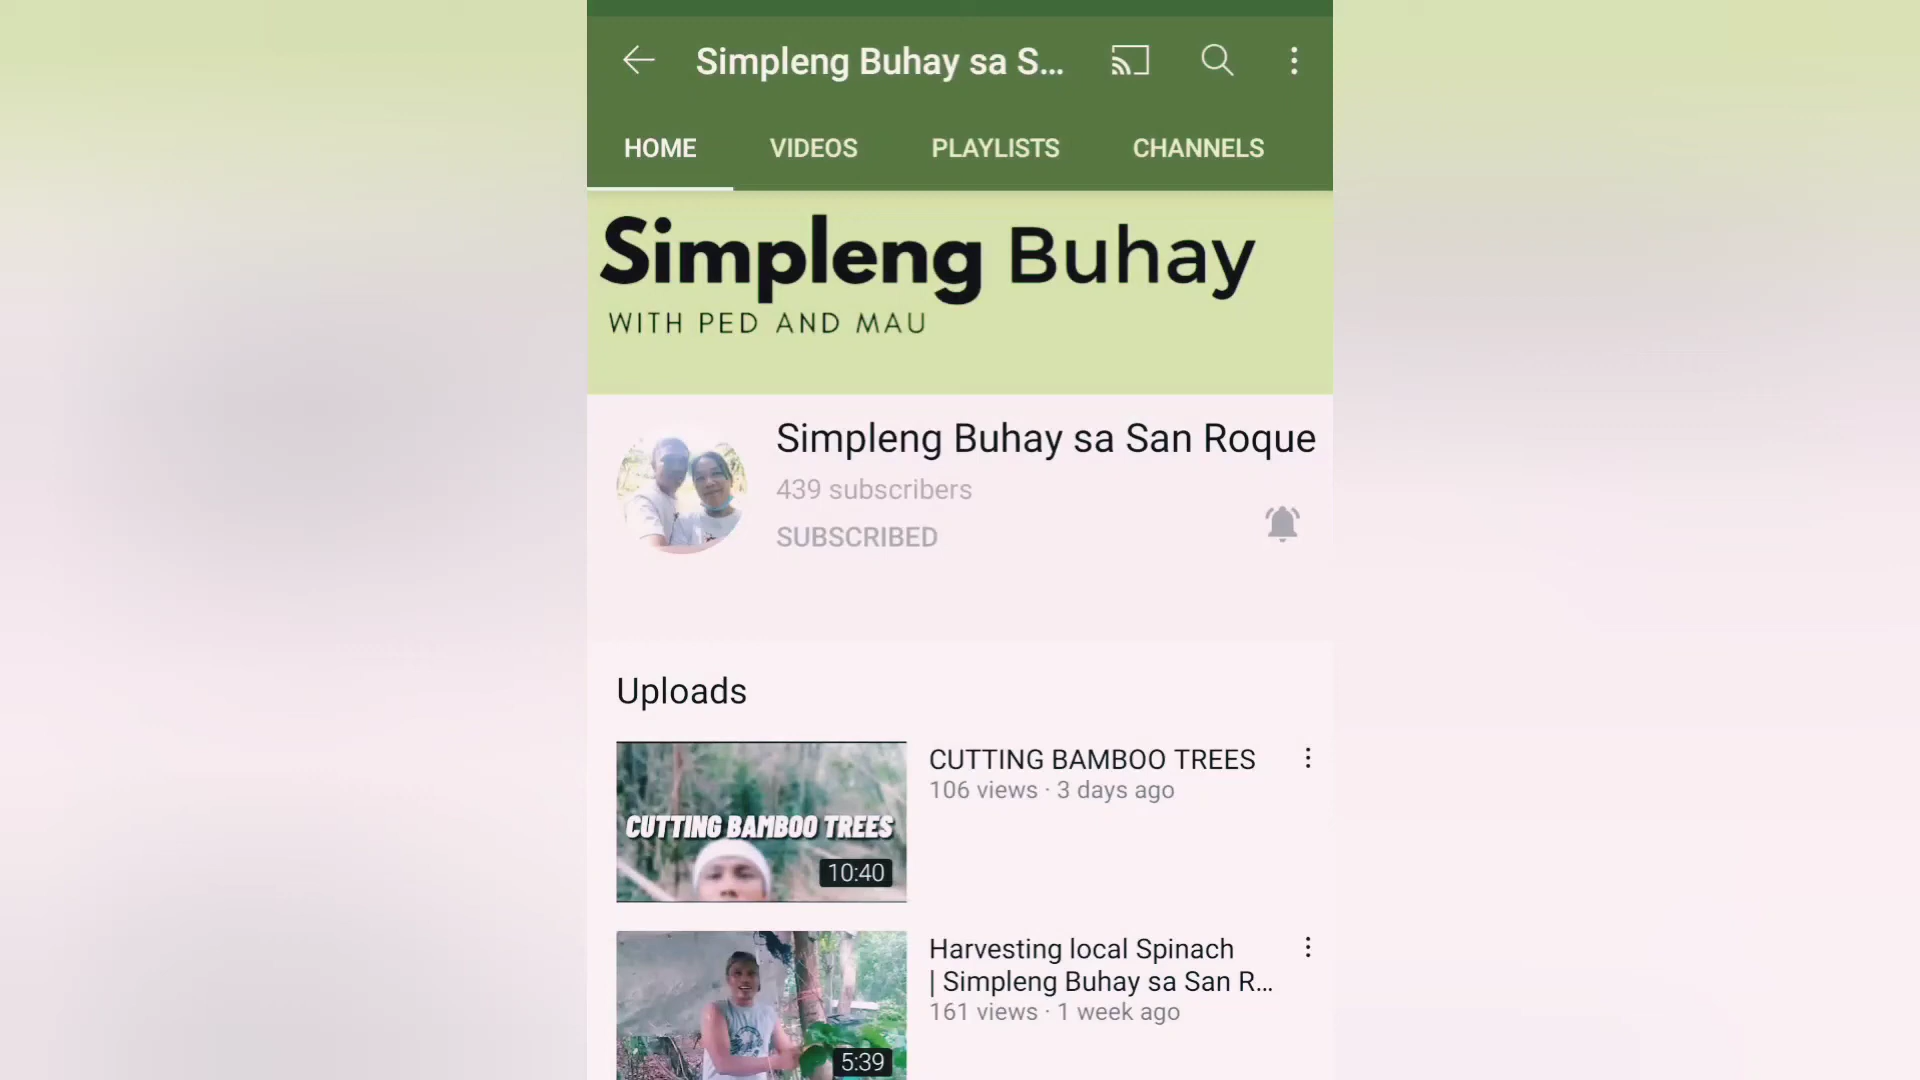 Simpleng Buhay sa S...
HOME VIDEOS PLAYLISTS CHANNELS
Simpleng Buhay
WITH PED AND MAU
Simpleng Buhay sa San Roque
439 subscribers
SUBSCRIBED
Uploads
CUTTING BAMBOO TREES
10:40
CUTTING BAMBOO TREES
106 views · 3 days ago
5:39
Harvesting local Spinach
| Simpleng Buhay sa San R...
161 views · 1 week ago